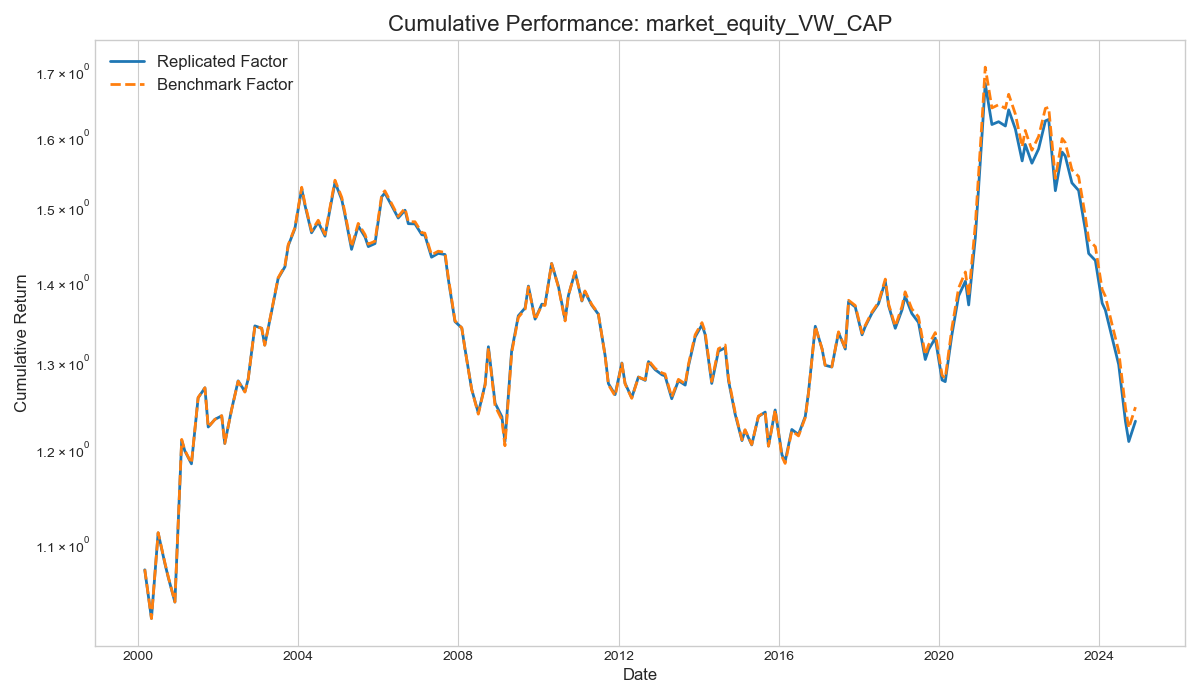 Cumulative Performance: market_equity_VW_CAP
Replicated Factor
Benchmark Factor
1.7 × 10⁰
1.6 × 10⁰
1.5 × 10⁰
1.4 × 10⁰
1.3 × 10⁰
1.2 × 10⁰
1.1 × 10⁰
Cumulative Return
2000 2004 2008 2012 2016 2020 2024
Date